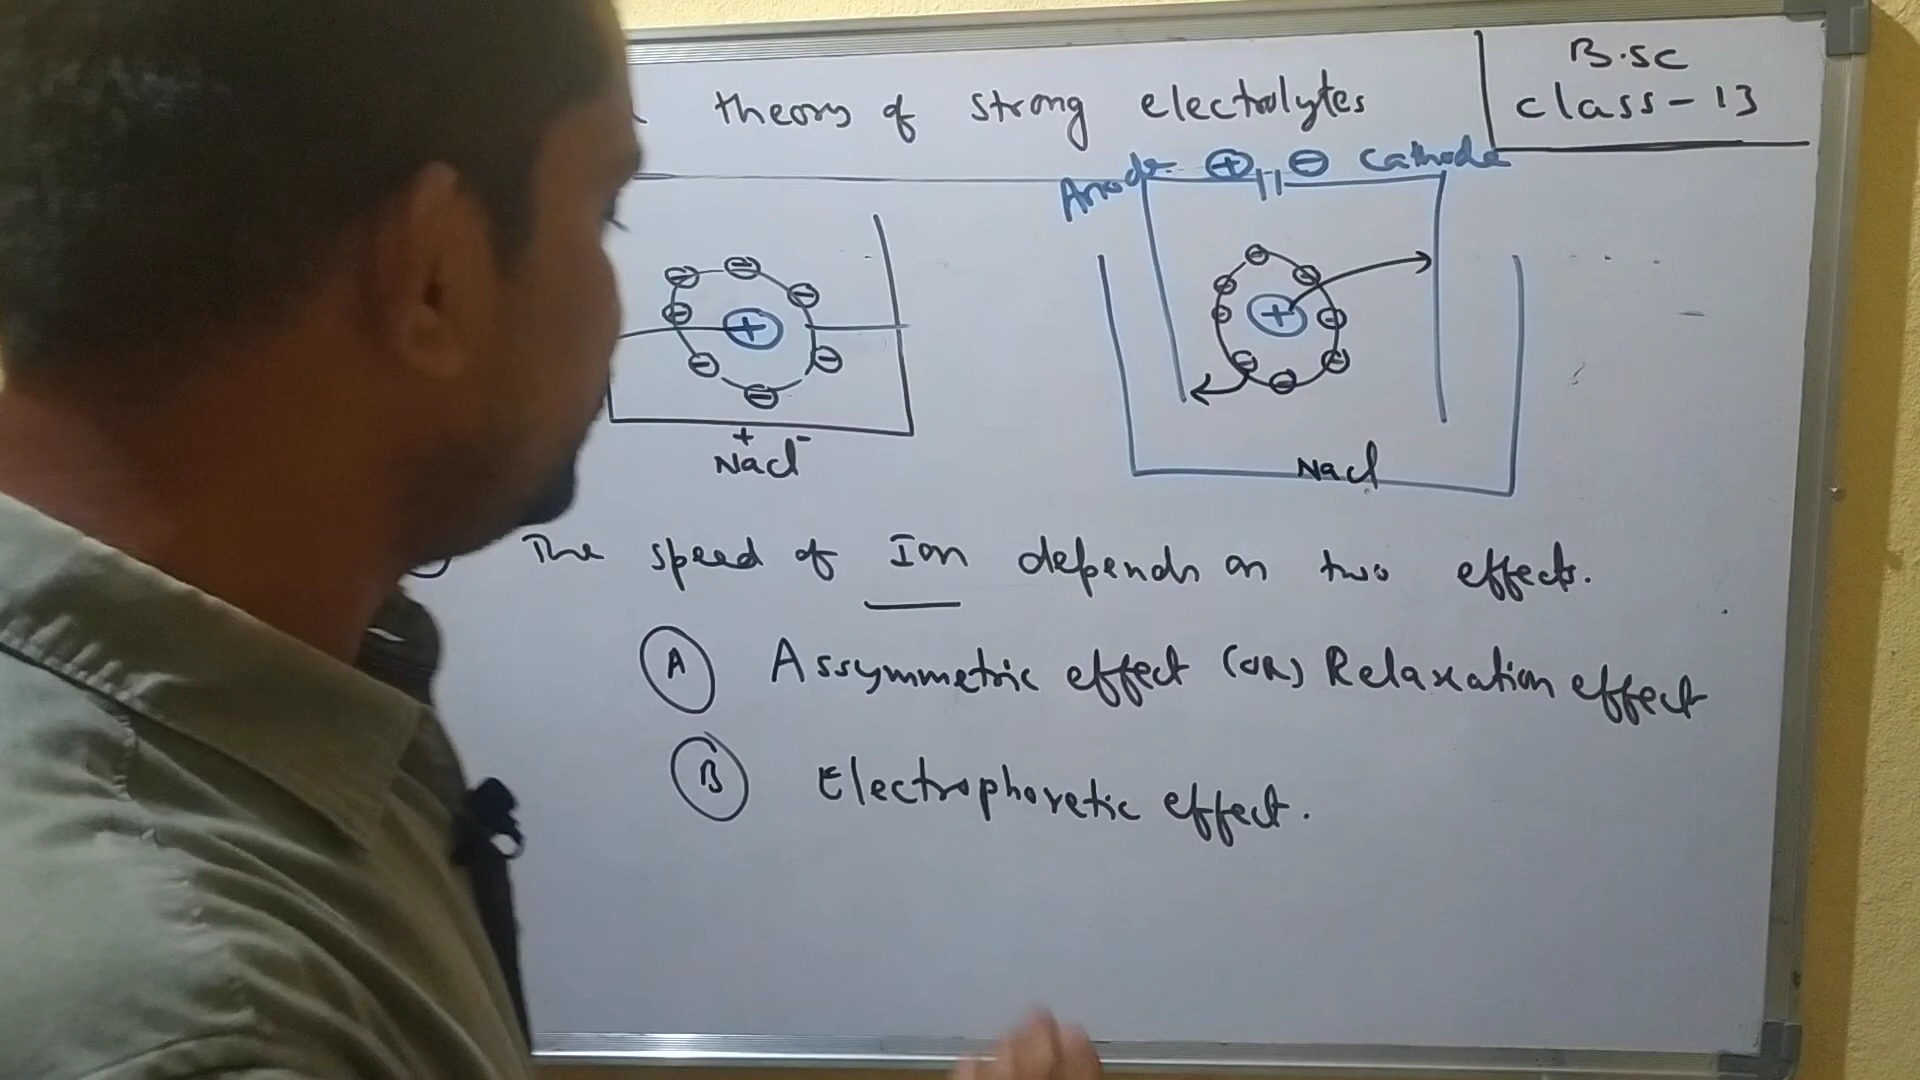 theory of strong electrolytes
B.sc
class-13
Anode ⊕ ⊖ Cathode
⊖ ⊖ ⊖ ⊖ + ⊖ ⊖ ⊖
⊖ ⊖ ⊖ ⊖ + ⊖ ⊖ ⊖ ⊖
+ -
Nacl
Nacl
The speed of Ion depends on two effects.
A Assymmetric effect (OR) Relaxation effect
B Electrophoretic effect.